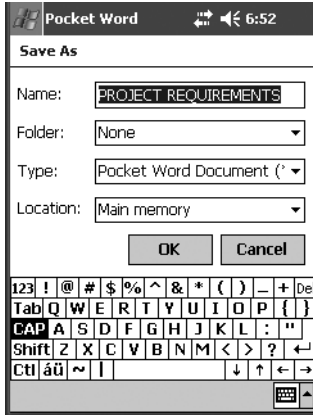 Pocket Word 6:52
Save As
Name: PROJECT REQUIREMENTS
Folder: None
Type: Pocket Word Document (*
Location: Main memory
OK Cancel
123 ! @ # $ % ^ & * ( ) _ + De
Tab Q W E R T Y U I O P { }
CAP A S D F G H J K L : "
Shift Z X C V B N M < > ? ↵
Ctl áü ~ | ↓ ↑ ← →